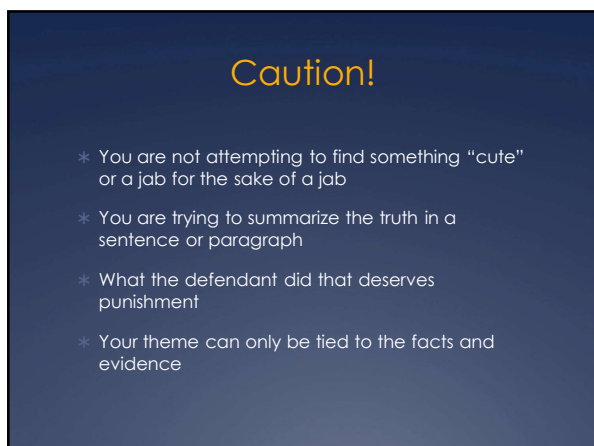 Caution!
* You are not attempting to find something “cute”
or a jab for the sake of a jab
* You are trying to summarize the truth in a
sentence or paragraph
* What the defendant did that deserves
punishment
* Your theme can only be tied to the facts and
evidence